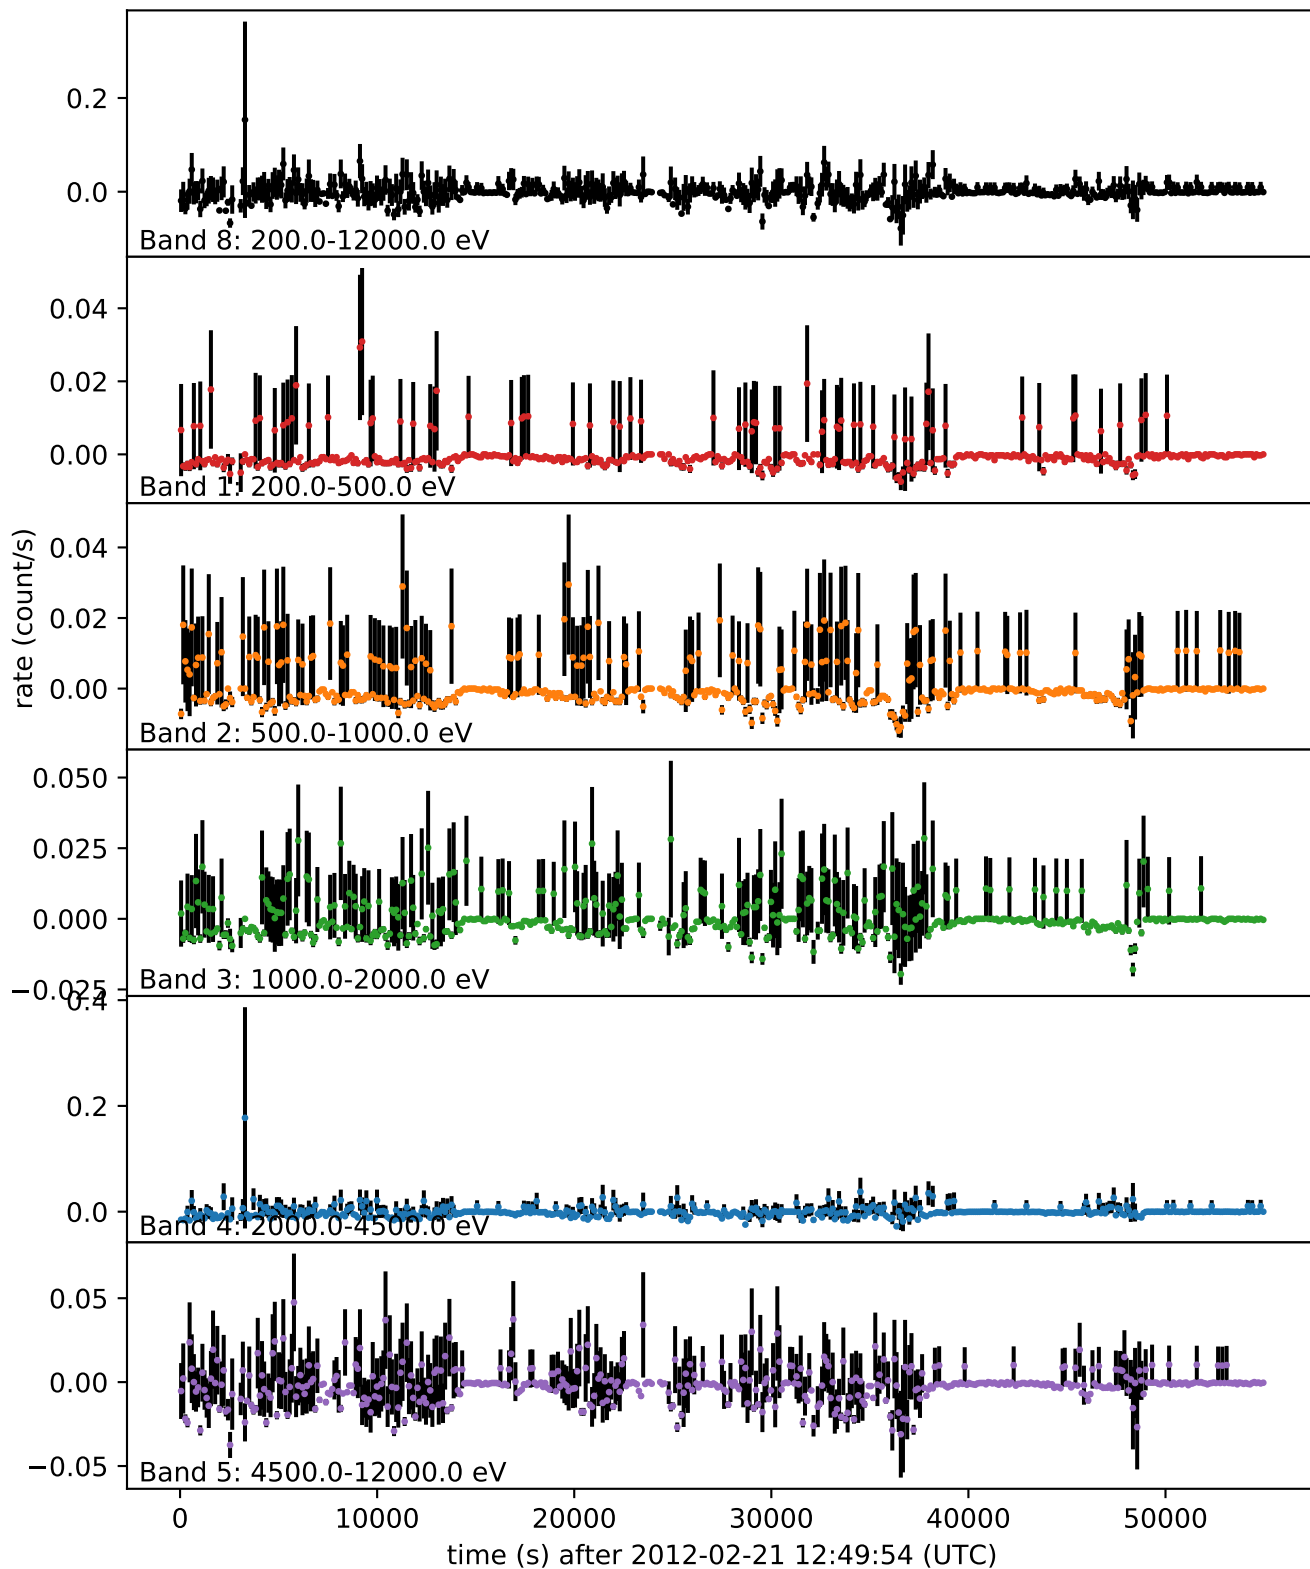 0.2
0.0
Band 8: 200.0-12000.0 eV
0.04
0.02
0.00
Band 1: 200.0-500.0 eV
rate (count/s)
0.04
0.02
0.00
Band 2: 500.0-1000.0 eV
0.050
0.025
0.000
−0.025
Band 3: 1000.0-2000.0 eV
0.4
0.2
0.0
Band 4: 2000.0-4500.0 eV
0.05
0.00
−0.05
Band 5: 4500.0-12000.0 eV
0 10000 20000 30000 40000 50000
time (s) after 2012-02-21 12:49:54 (UTC)